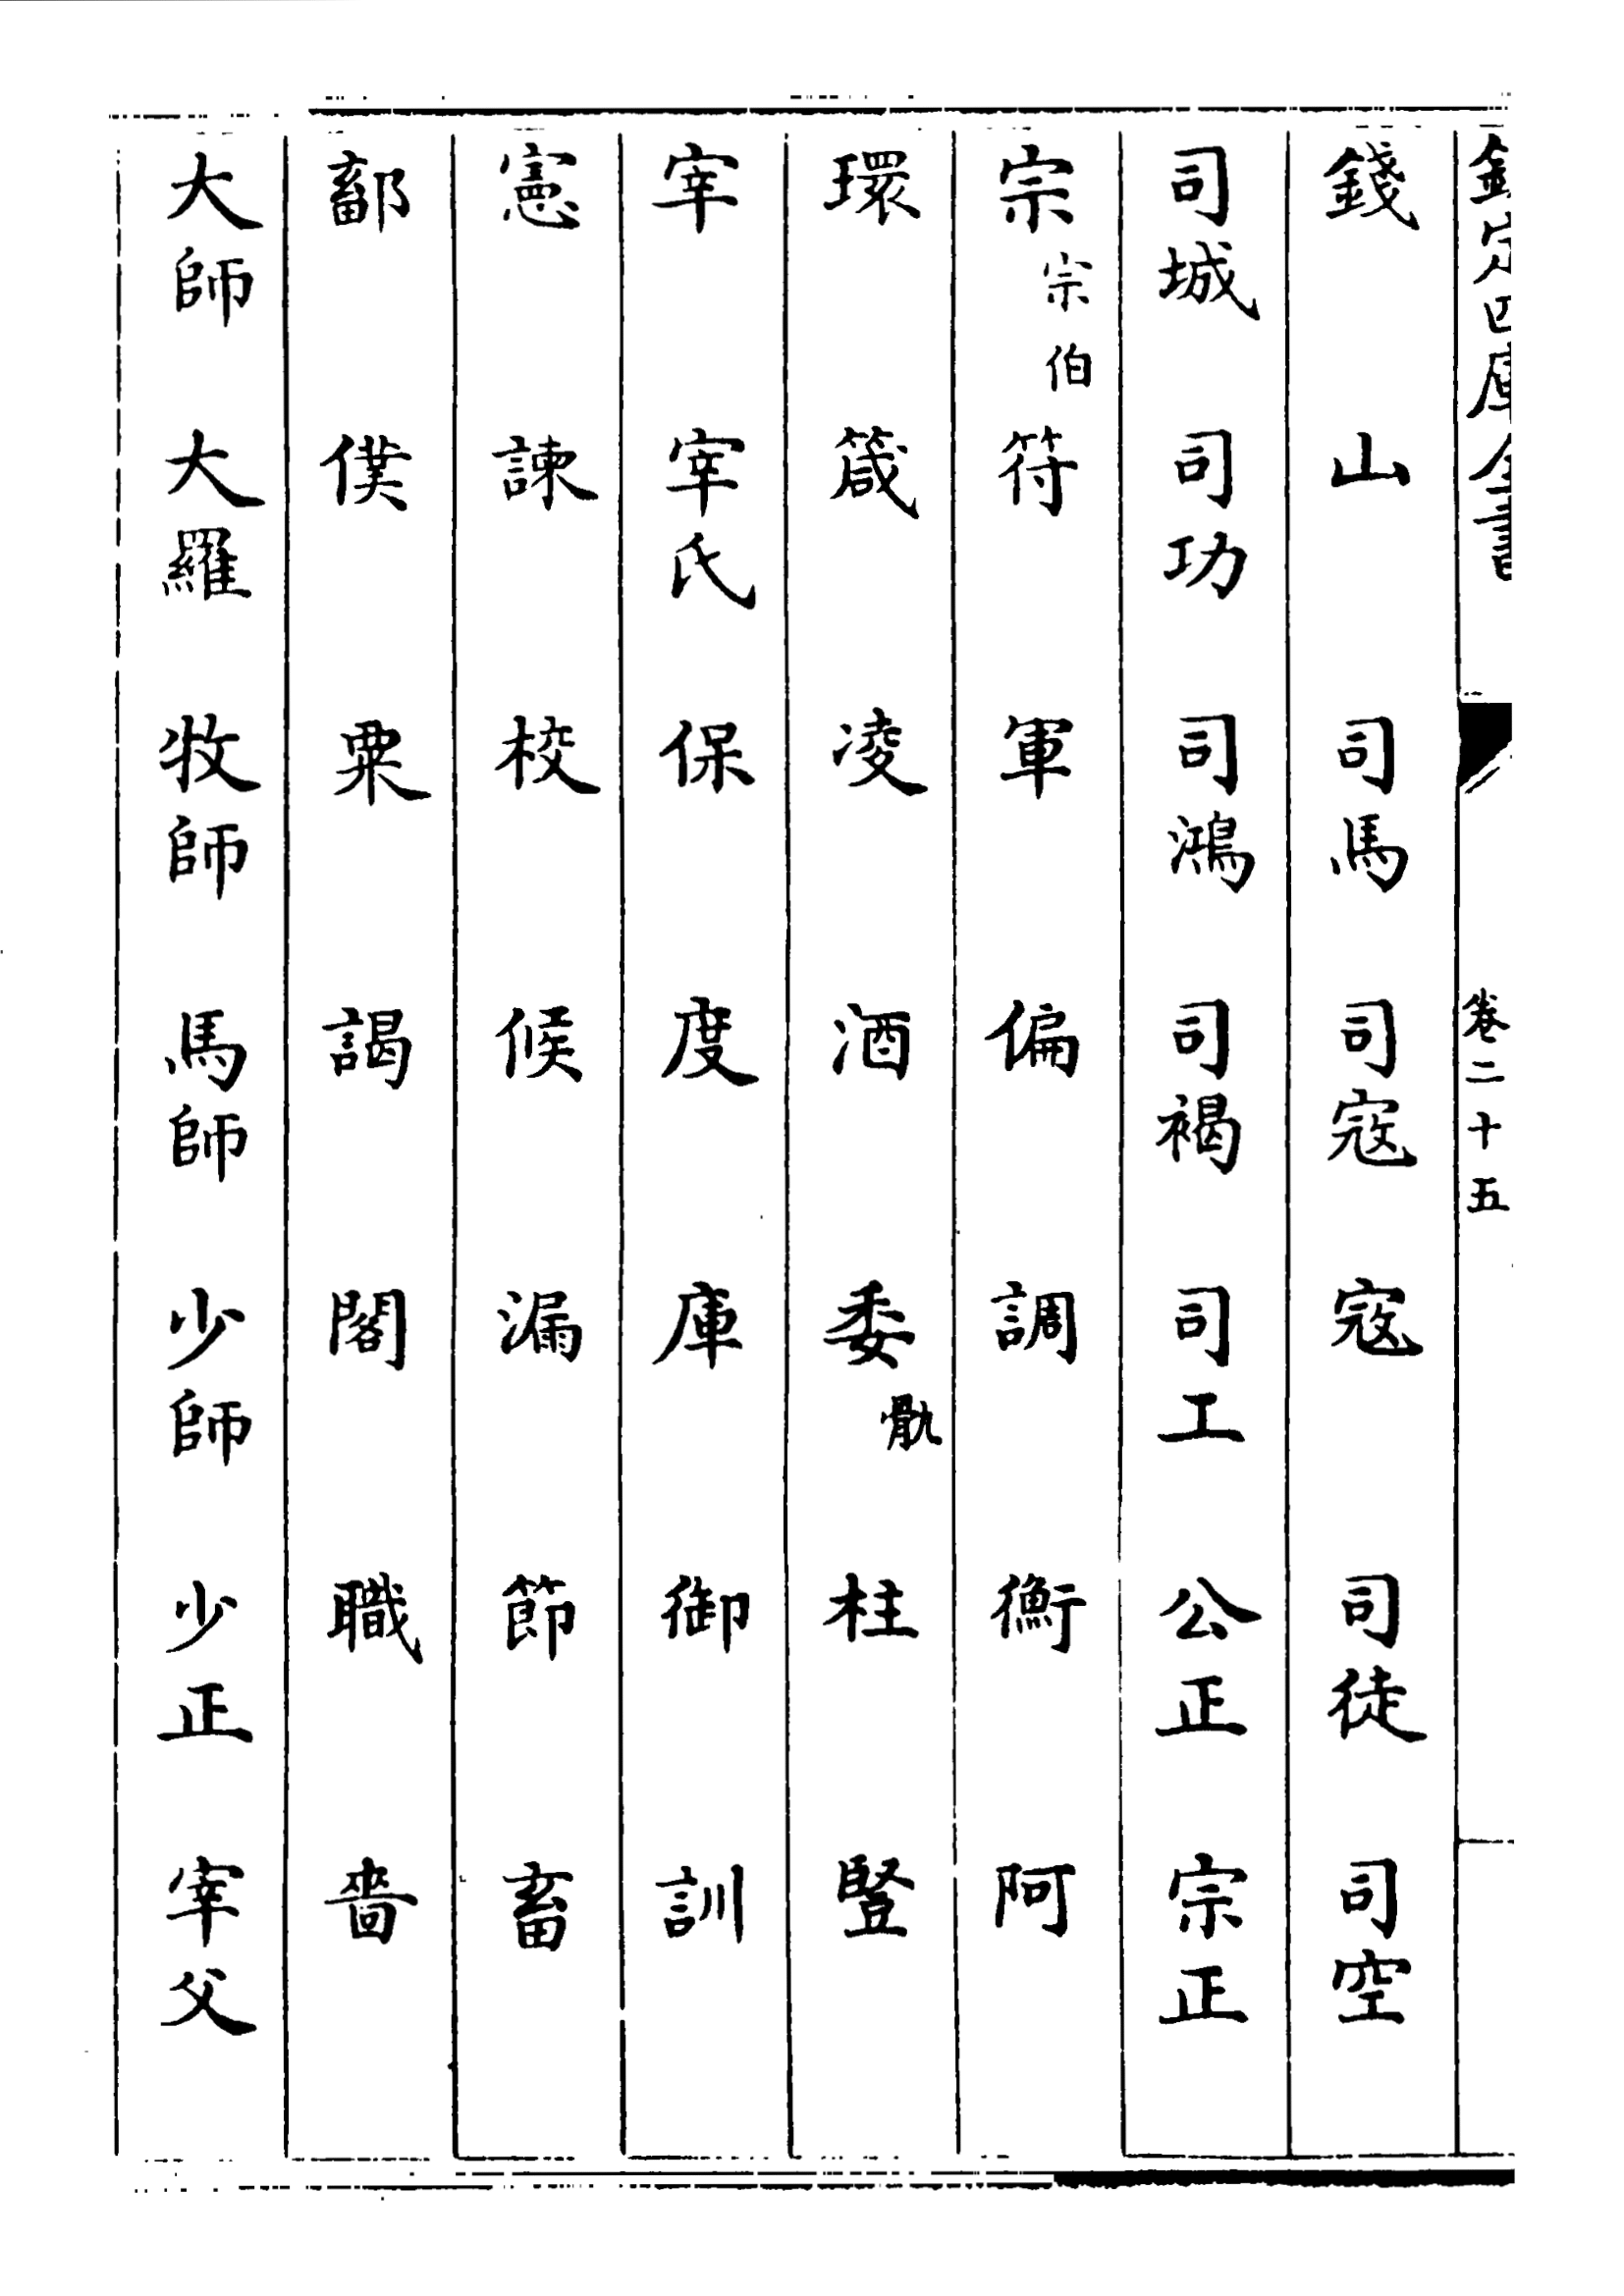 欽定四庫全書 卷二十五
錢 山 司馬 司寇 寇 司徒 司空
司城 司功 司鴻 司褐 司工 公正 宗正
宗宗伯 符 軍 偏 調 衡 阿
環 箴 凌 酒 委骩 柱 豎
宰 宰氏 保 度 庫 御 訓
憲 諫 校 候 漏 節 畜
鄐 僕 粟 謁 閣 職 嗇
大師 大羅 牧師 馬師 少師 少正 宰父